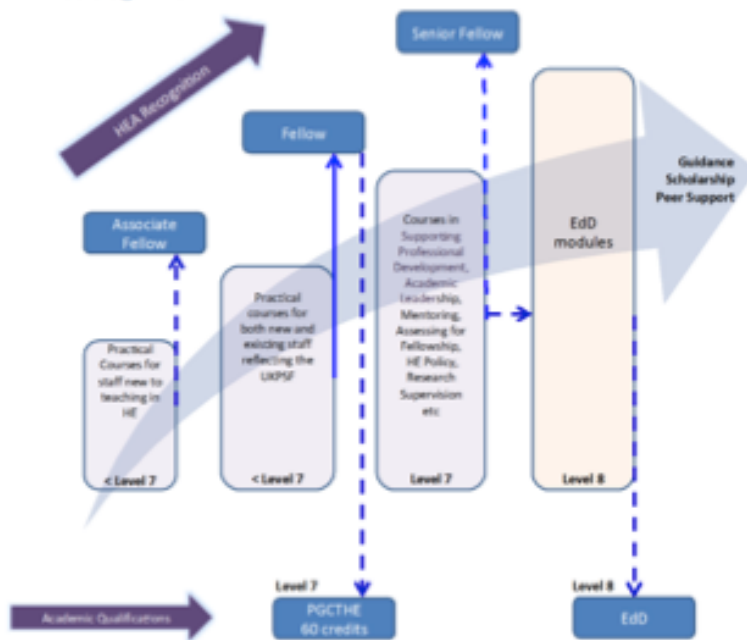 Senior Fellow
HEA Recognition
Fellow
Guidance
Scholarship
Peer Support
Associate
Fellow
Courses in
Supporting
Professional
Development,
Academic
Leadership,
Mentoring,
Assessing for
Fellowship,
HE Policy,
Research
Supervision
etc
EdD
modules
Practical
courses for
both new and
existing staff
reflecting the
UKPSF
Practical
Courses for
staff new to
teaching in
HE
< Level 7
< Level 7
Level 7
Level 8
Level 7
Level 8
Academic Qualifications
PGCTHE
60 credits
EdD